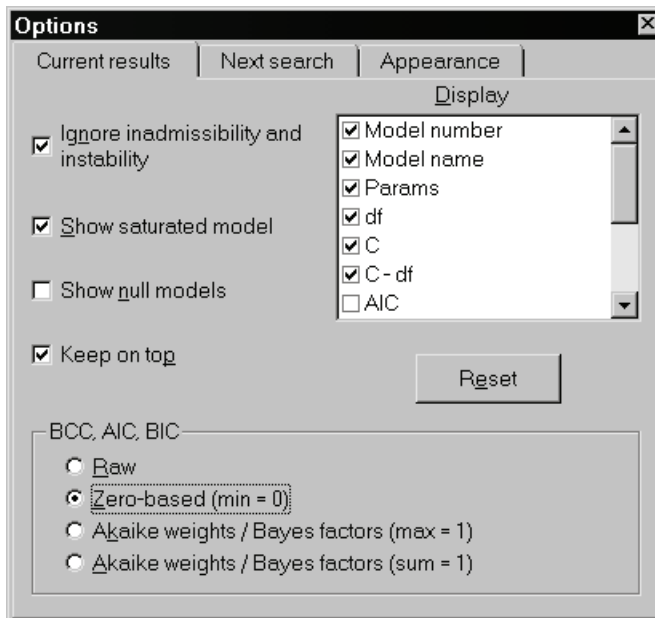 Options
Current results
Next search
Appearance
Display
Ignore inadmissibility and
instability
Show saturated model
Show null models
Keep on top
Model number
Model name
Params
df
C
C - df
AIC
Reset
BCC, AIC, BIC
Raw
Zero-based (min = 0)
Akaike weights / Bayes factors (max = 1)
Akaike weights / Bayes factors (sum = 1)